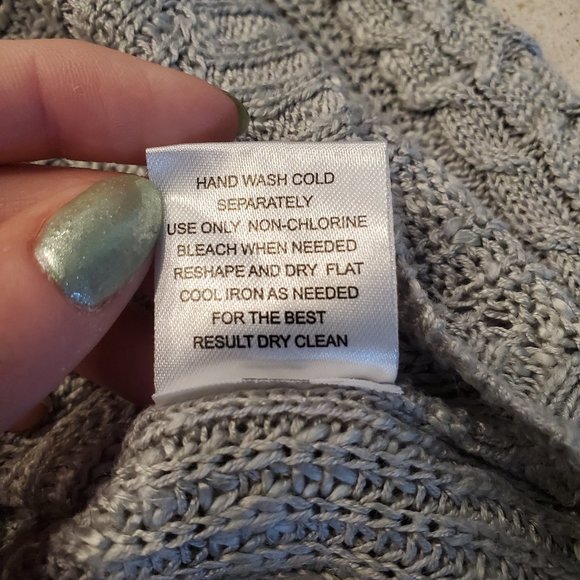 HAND WASH COLD
SEPARATELY
USE ONLY NON-CHLORINE
BLEACH WHEN NEEDED
RESHAPE AND DRY FLAT
COOL IRON AS NEEDED
FOR THE BEST
RESULT DRY CLEAN